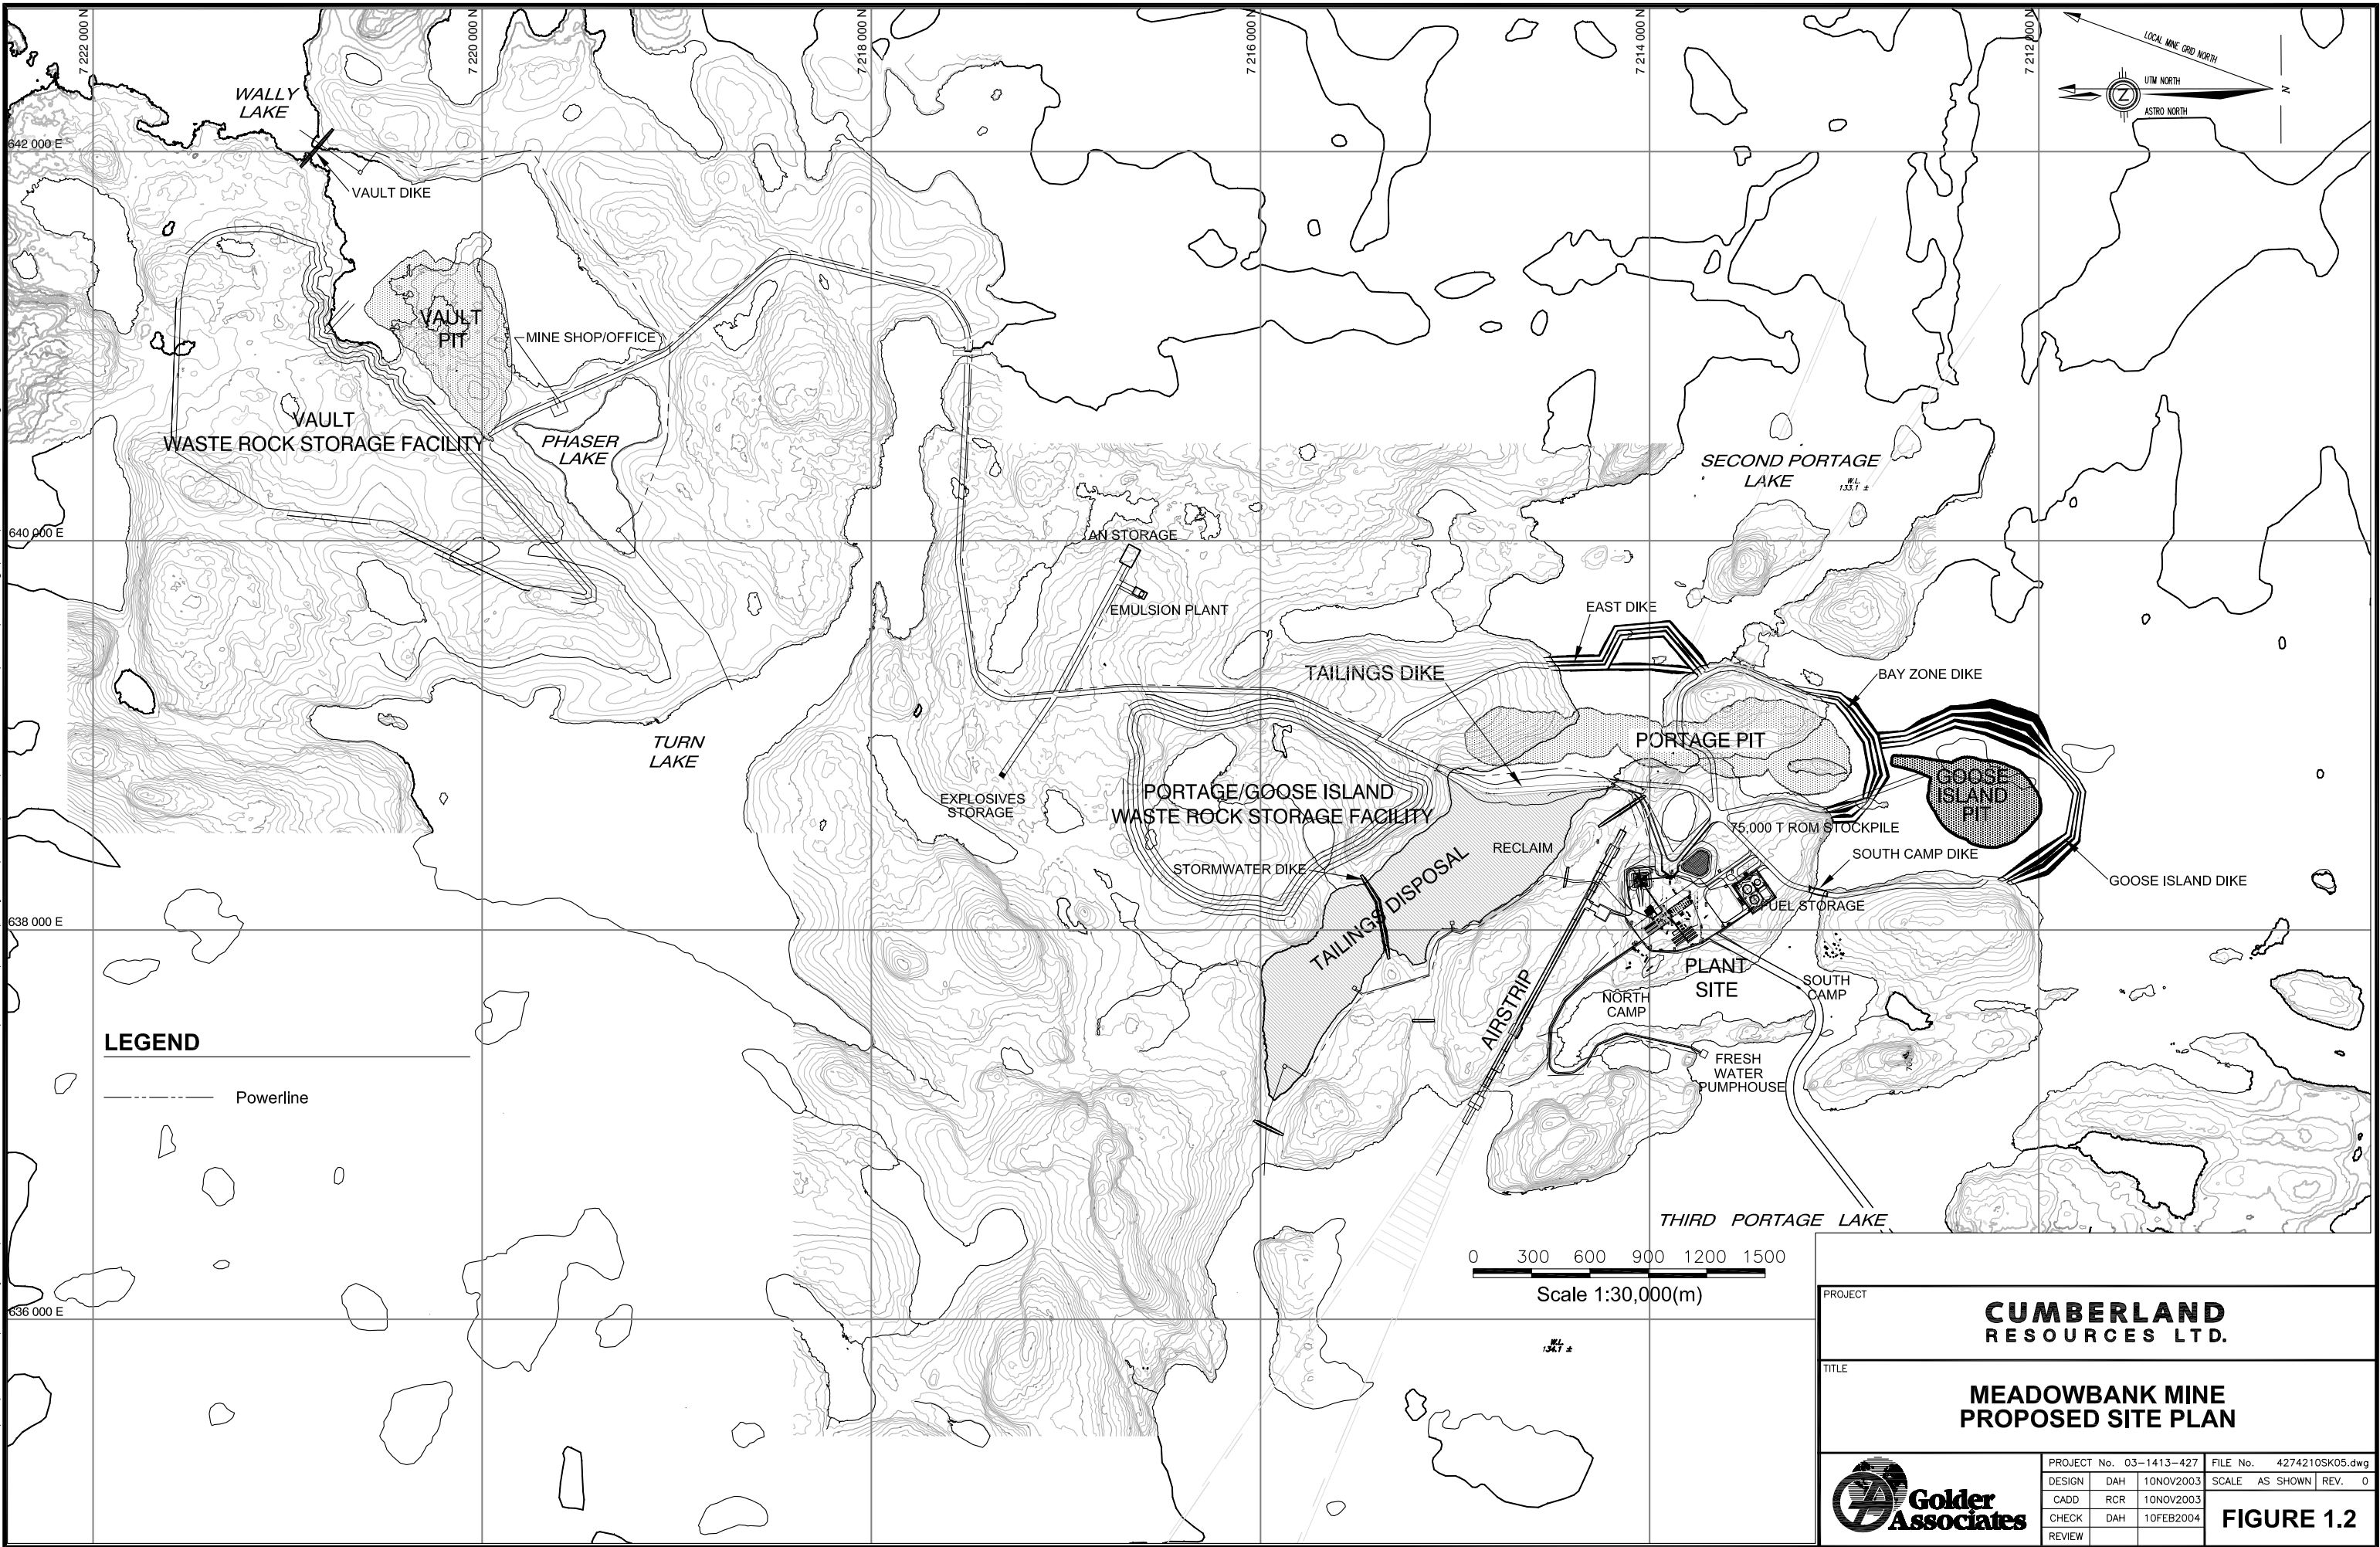 7 222 000 N
7 220 000 N
7 218 000 N
7 216 000 N
7 214 000 N
7 212 000 N
LOCAL MINE GRID NORTH
UTM NORTH
Z
N
ASTRO NORTH
WALLY
LAKE
642 000 E
VAULT DIKE
VAULT
PIT
MINE SHOP/OFFICE
VAULT
WASTE ROCK STORAGE FACILITY
PHASER
LAKE
SECOND PORTAGE
LAKE
W.L.
133.1 ±
640 000 E
AN STORAGE
EMULSION PLANT
EAST DIKE
TAILINGS DIKE
BAY ZONE DIKE
TURN
LAKE
PORTAGE PIT
GOOSE
ISLAND
PIT
EXPLOSIVES
STORAGE
PORTAGE/GOOSE ISLAND
WASTE ROCK STORAGE FACILITY
75,000 T ROM STOCKPILE
RECLAIM
SOUTH CAMP DIKE
STORMWATER DIKE
GOOSE ISLAND DIKE
TAILINGS DISPOSAL
FUEL STORAGE
638 000 E
PLANT
SITE
SOUTH
CAMP
NORTH
CAMP
AIRSTRIP
LEGEND
FRESH
WATER
PUMPHOUSE
Powerline
THIRD PORTAGE LAKE
0 300 600 900 1200 1500
Scale 1:30,000(m)
636 000 E
W.L.
134.1 ±
PROJECT
CUMBERLAND
RESOURCES LTD.
TITLE
MEADOWBANK MINE
PROPOSED SITE PLAN
Golder
Associates
PROJECT No. 03-1413-427 FILE No. 4274210SK05.dwg
DESIGN DAH 10NOV2003 SCALE AS SHOWN REV. 0
CADD RCR 10NOV2003
CHECK DAH 10FEB2004
REVIEW
FIGURE 1.2